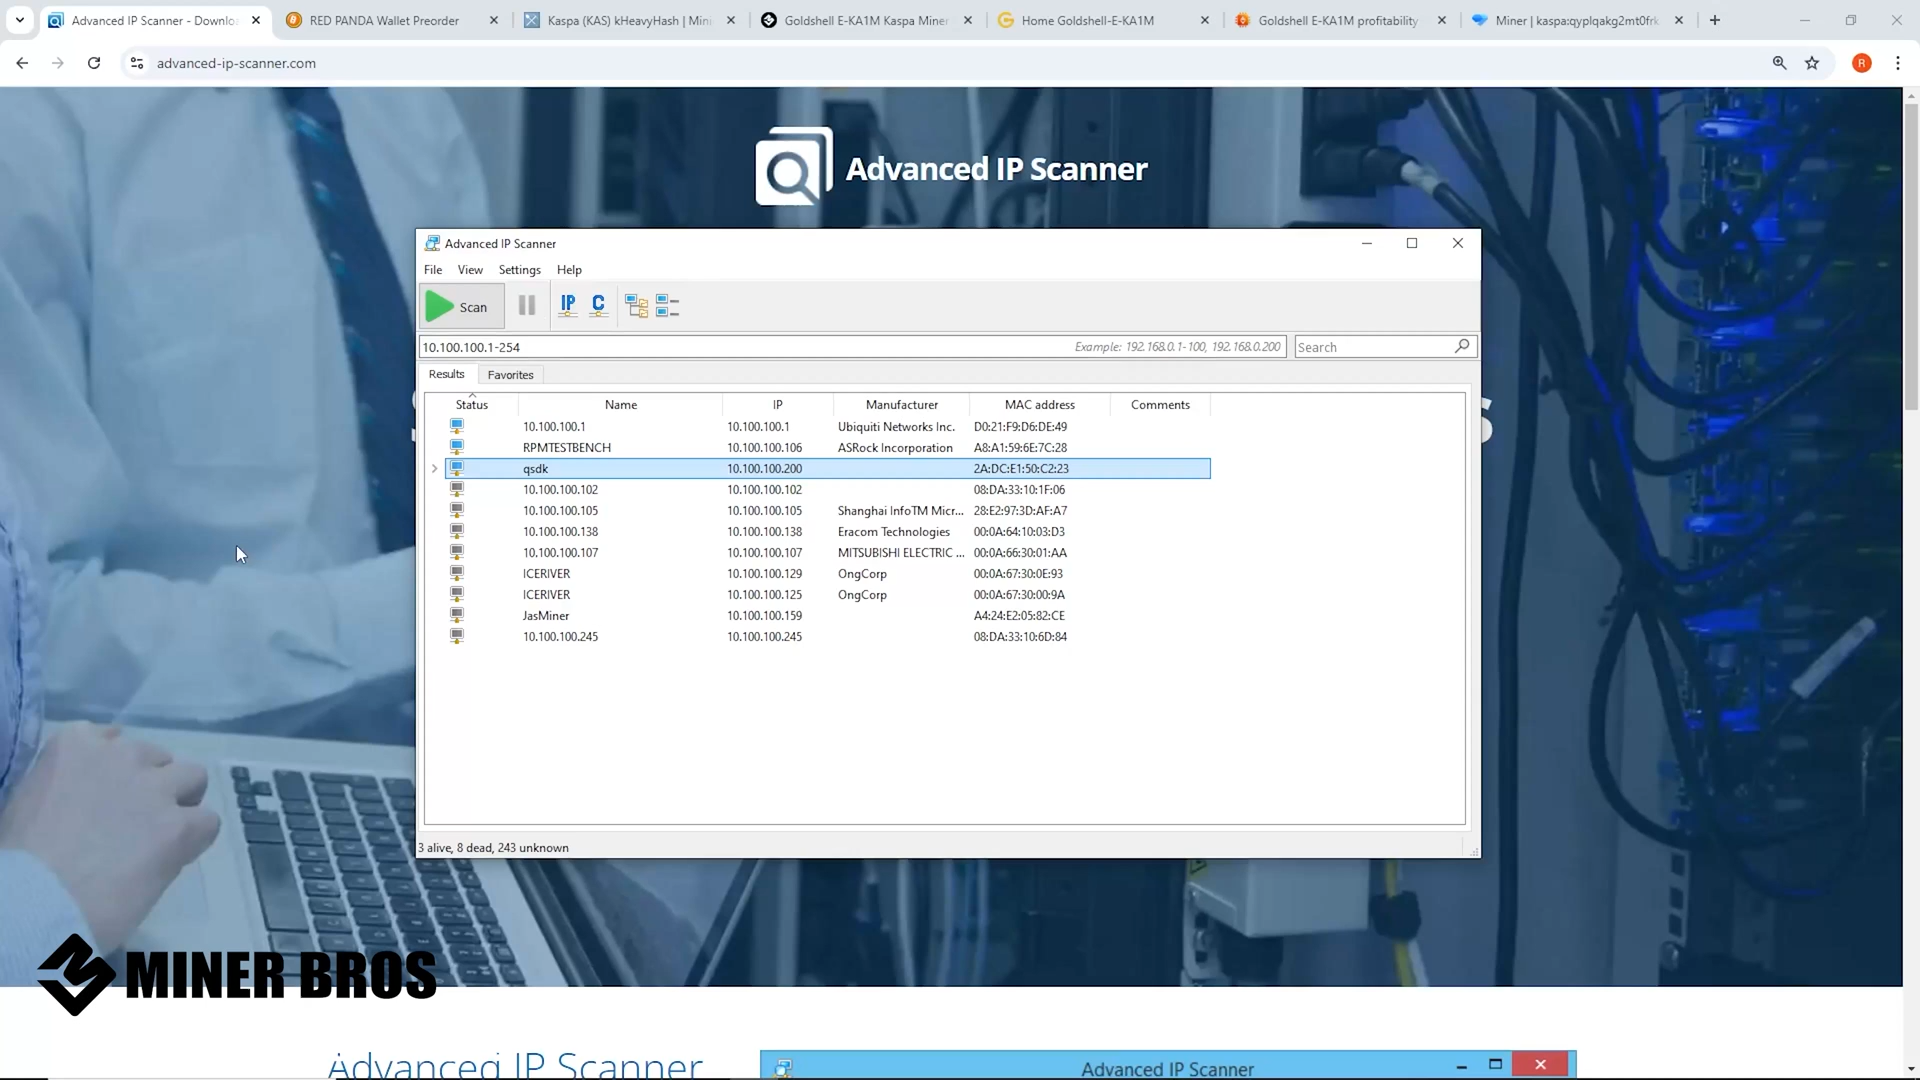 Advanced IP Scanner - Downlo
RED PANDA Wallet Preorder
Kaspa (KAS) kHeavyHash | Mini
Goldshell E-KA1M Kaspa Miner
Home Goldshell-E-KA1M
Goldshell E-KA1M profitability
Miner | kaspa:qyplqakg2mt0frk
advanced-ip-scanner.com
R
Advanced IP Scanner
Advanced IP Scanner
File View Settings Help
Scan
IP C
10.100.100.1-254
Example: 192.168.0.1-100, 192.168.0.200
Search
Results Favorites
Status Name IP Manufacturer MAC address Comments
10.100.100.1 10.100.100.1 Ubiquiti Networks Inc. D0:21:F9:D6:DE:49
RPMTESTBENCH 10.100.100.106 ASRock Incorporation A8:A1:59:6E:7C:28
qsdk 10.100.100.200 2A:DC:E1:50:C2:23
10.100.100.102 10.100.100.102 08:DA:33:10:1F:06
10.100.100.105 10.100.100.105 Shanghai InfoTM Micr... 28:E2:97:3D:AF:A7
10.100.100.138 10.100.100.138 Eracom Technologies 00:0A:64:10:03:D3
10.100.100.107 10.100.100.107 MITSUBISHI ELECTRIC ... 00:0A:66:30:01:AA
ICERIVER 10.100.100.129 OngCorp 00:0A:67:30:0E:93
ICERIVER 10.100.100.125 OngCorp 00:0A:67:30:00:9A
JasMiner 10.100.100.159 A4:24:E2:05:82:CE
10.100.100.245 10.100.100.245 08:DA:33:10:6D:84
3 alive, 8 dead, 243 unknown
MINER BROS
Advanced IP Scanner
Advanced IP Scanner